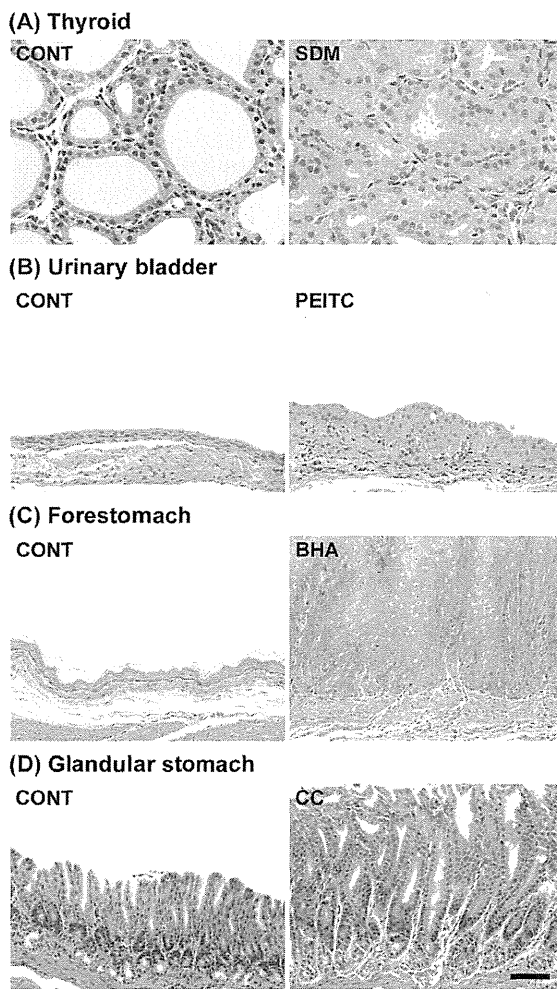 (A) Thyroid
CONT SDM
(B) Urinary bladder
CONT PEITC
(C) Forestomach
CONT BHA
(D) Glandular stomach
CONT CC